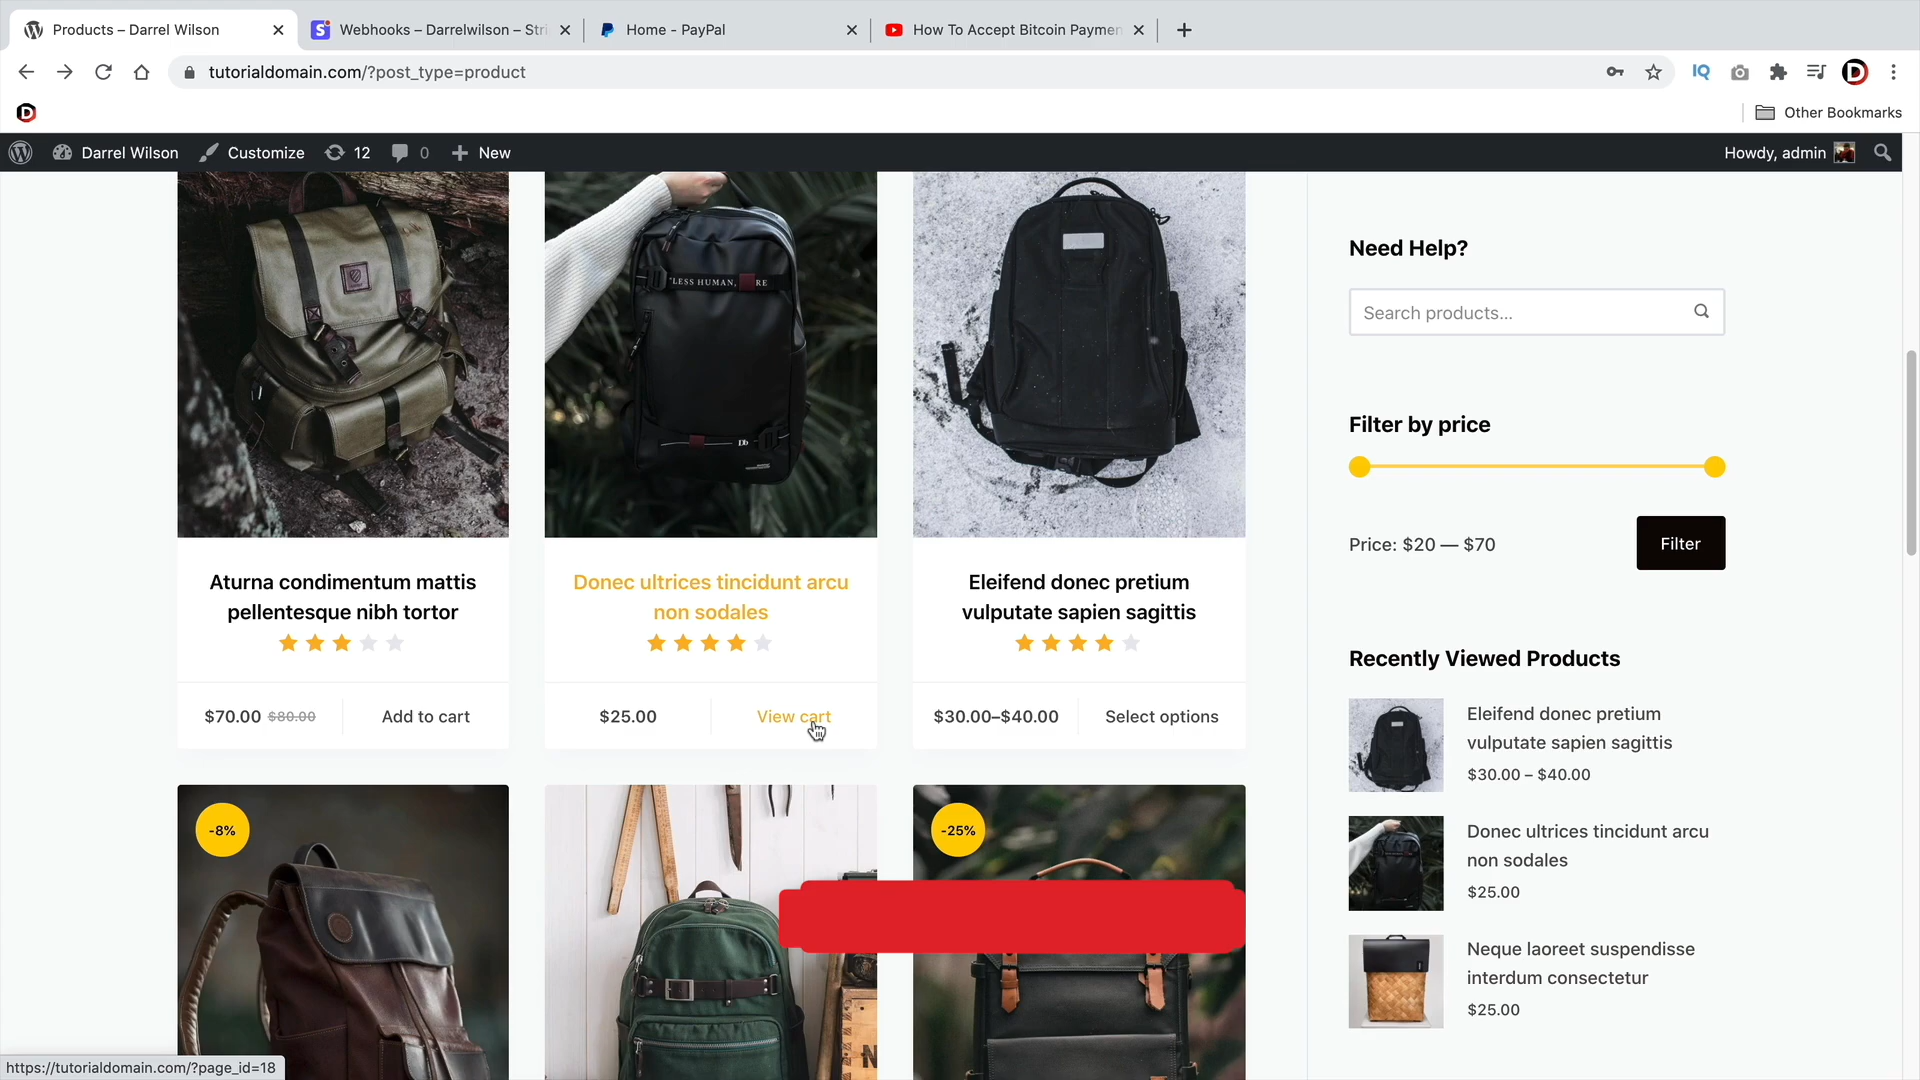 Products – Darrel Wilson
Webhooks – Darrelwilson – Stri
Home - PayPal
How To Accept Bitcoin Paymen
tutorialdomain.com/?post_type=product
IQ
Other Bookmarks
Darrel Wilson
Customize
12
0
New
Howdy, admin
"LESS HUMAN,
RE
Db
Aturna condimentum mattis
pellentesque nibh tortor
$70.00 $80.00
Add to cart
Donec ultrices tincidunt arcu
non sodales
$25.00
View cart
Eleifend donec pretium
vulputate sapien sagittis
$30.00–$40.00
Select options
-8%
-25%
Need Help?
Search products...
Filter by price
Price: $20 — $70
Filter
Recently Viewed Products
Eleifend donec pretium
vulputate sapien sagittis
$30.00 – $40.00
Donec ultrices tincidunt arcu
non sodales
$25.00
Neque laoreet suspendisse
interdum consectetur
$25.00
https://tutorialdomain.com/?page_id=18